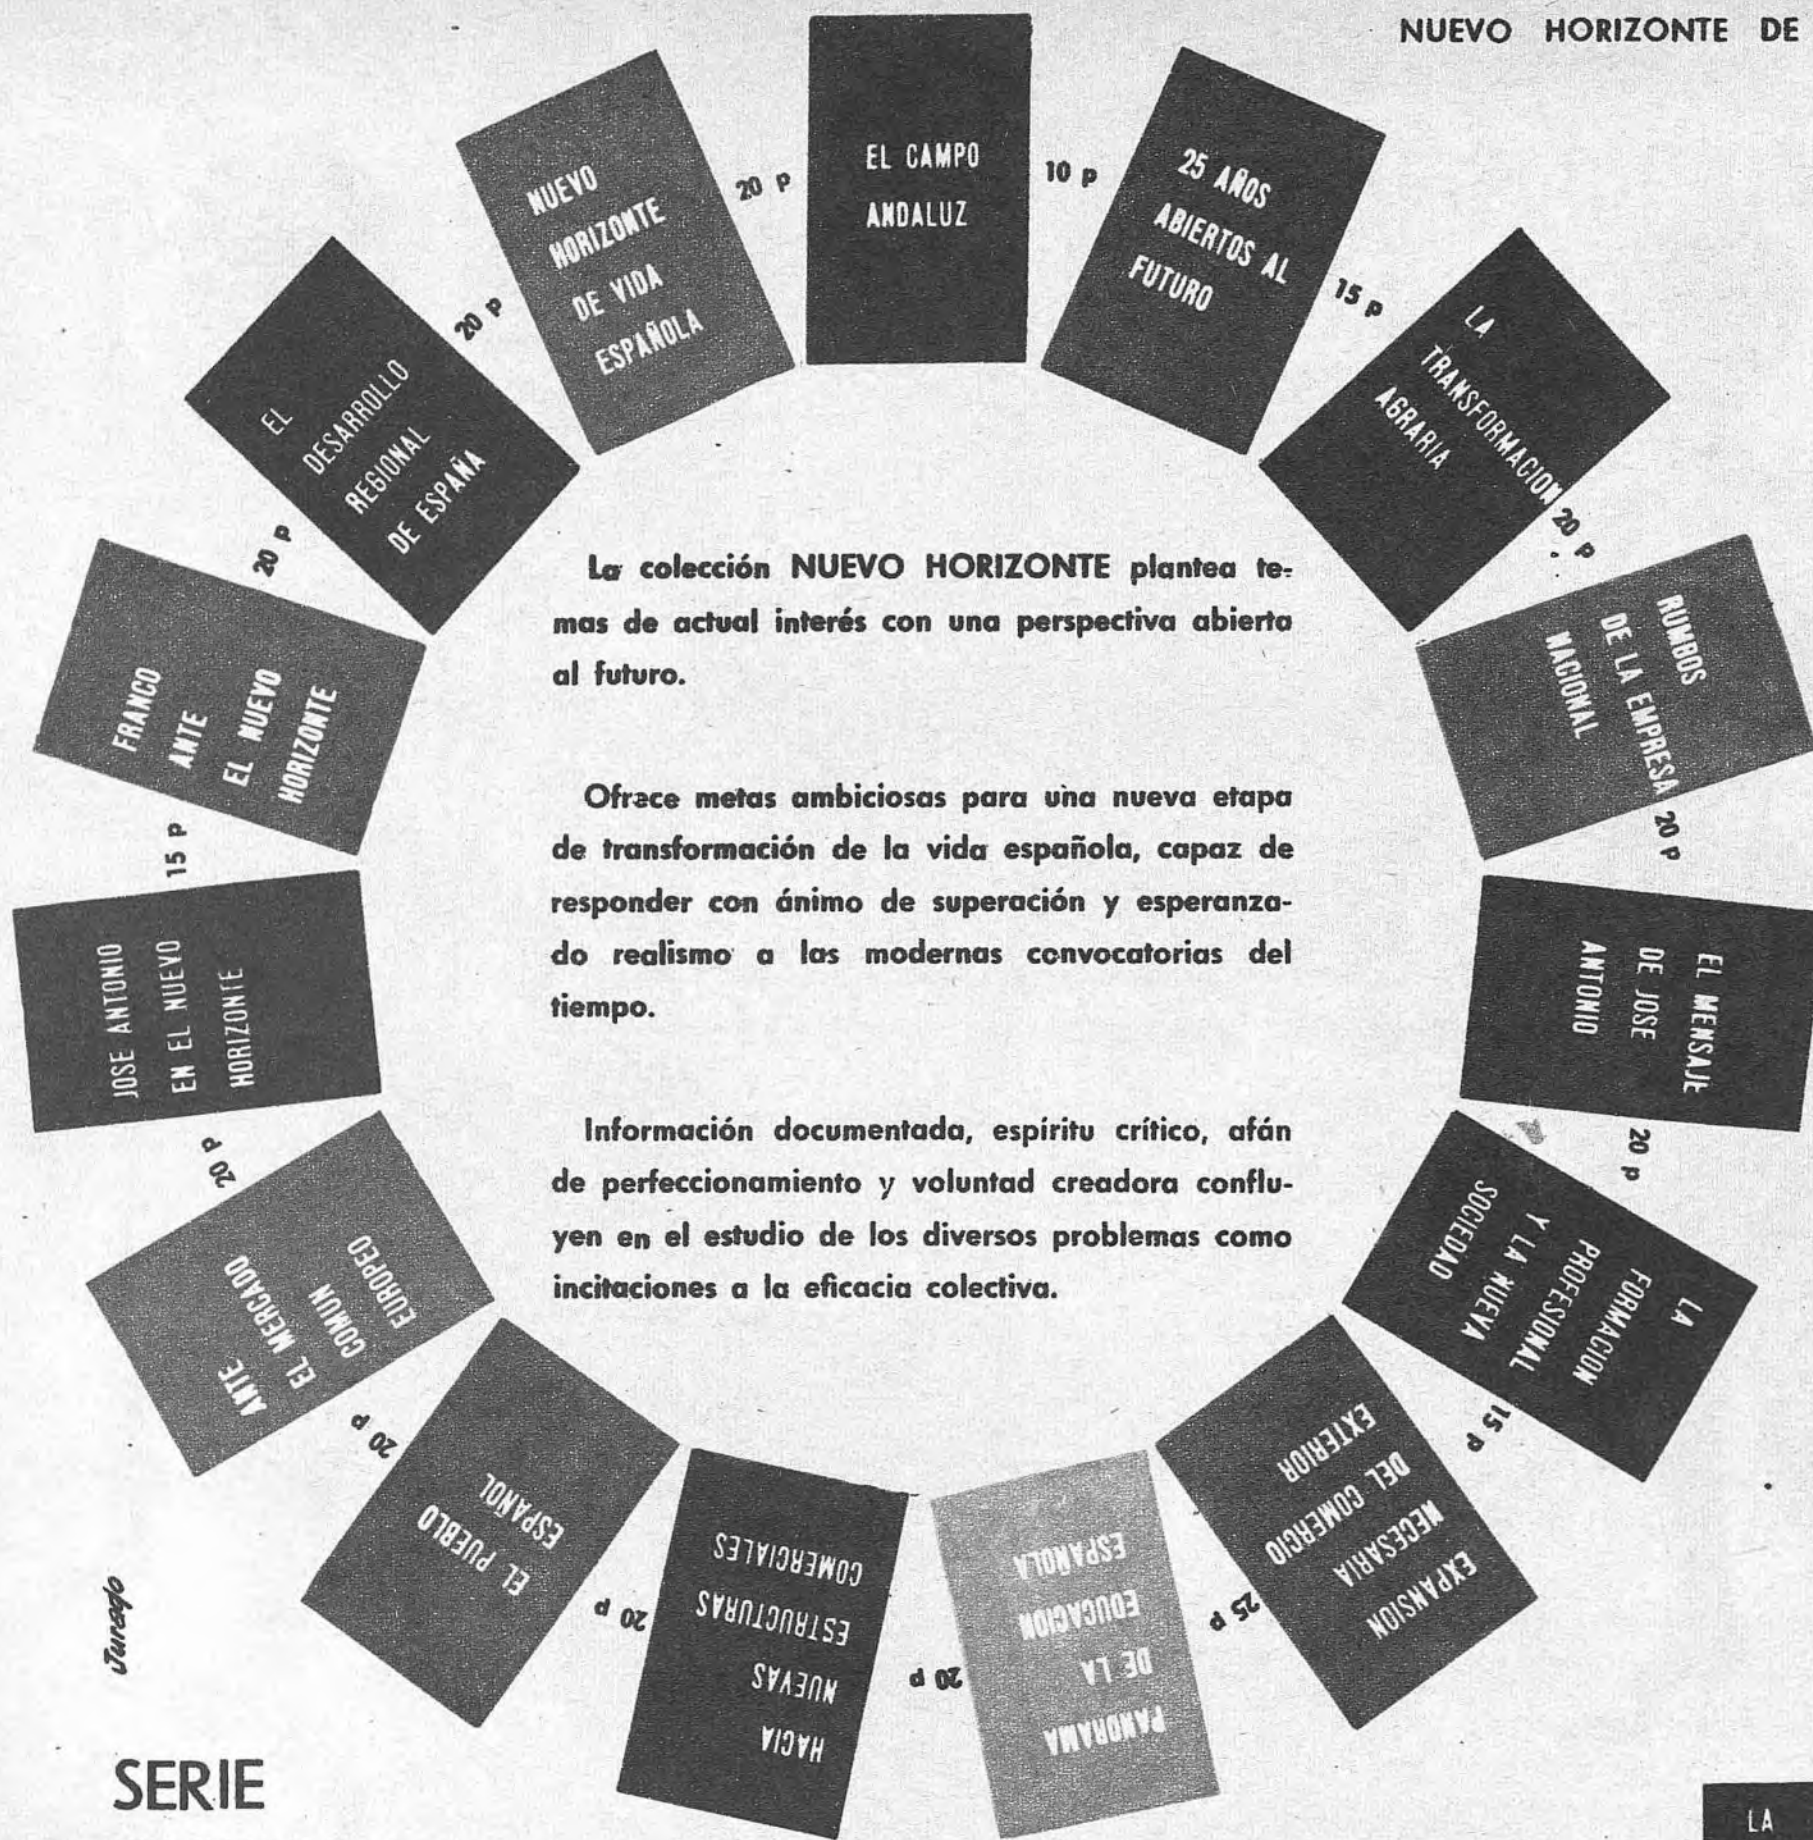 NUEVO HORIZONTE DE
EL CAMPO
ANDALUZ
10 p
25 AÑOS
ABIERTOS AL
FUTURO
15 p
LA
TRANSFORMACION
AGRARIA
20 p
RUMBOS
DE LA EMPRESA
NACIONAL
20 p
EL MENSAJE
DE JOSE
ANTONIO
20 p
LA
FORMACION
PROFESIONAL
Y LA NUEVA
SOCIEDAD
15 p
EXPANSION
NECESARIA
DEL COMERCIO
EXTERIOR
25 p
PANORAMA
DE LA
EDUCACION
ESPAÑOLA
20 p
HACIA
NUEVAS
ESTRUCTURAS
COMERCIALES
20 p
EL PUEBLO
ESPAÑOL
20 p
ANTE
EL MERCADO
COMUN
EUROPEO
20 p
JOSE ANTONIO
EN EL NUEVO
HORIZONTE
15 p
FRANCO
ANTE
EL NUEVO
HORIZONTE
20 p
EL
DESARROLLO
REGIONAL
DE ESPAÑA
20 p
NUEVO
HORIZONTE
DE VIDA
ESPAÑOLA
20 p
La colección NUEVO HORIZONTE plantea te-
mas de actual interés con una perspectiva abierta
al futuro.
Ofrece metas ambiciosas para una nueva etapa
de transformación de la vida española, capaz de
responder con ánimo de superación y esperanza-
do realismo a las modernas convocatorias del
tiempo.
Información documentada, espíritu crítico, afán
de perfeccionamiento y voluntad creadora conflu-
yen en el estudio de los diversos problemas como
incitaciones a la eficacia colectiva.
Jurado
SERIE
LA